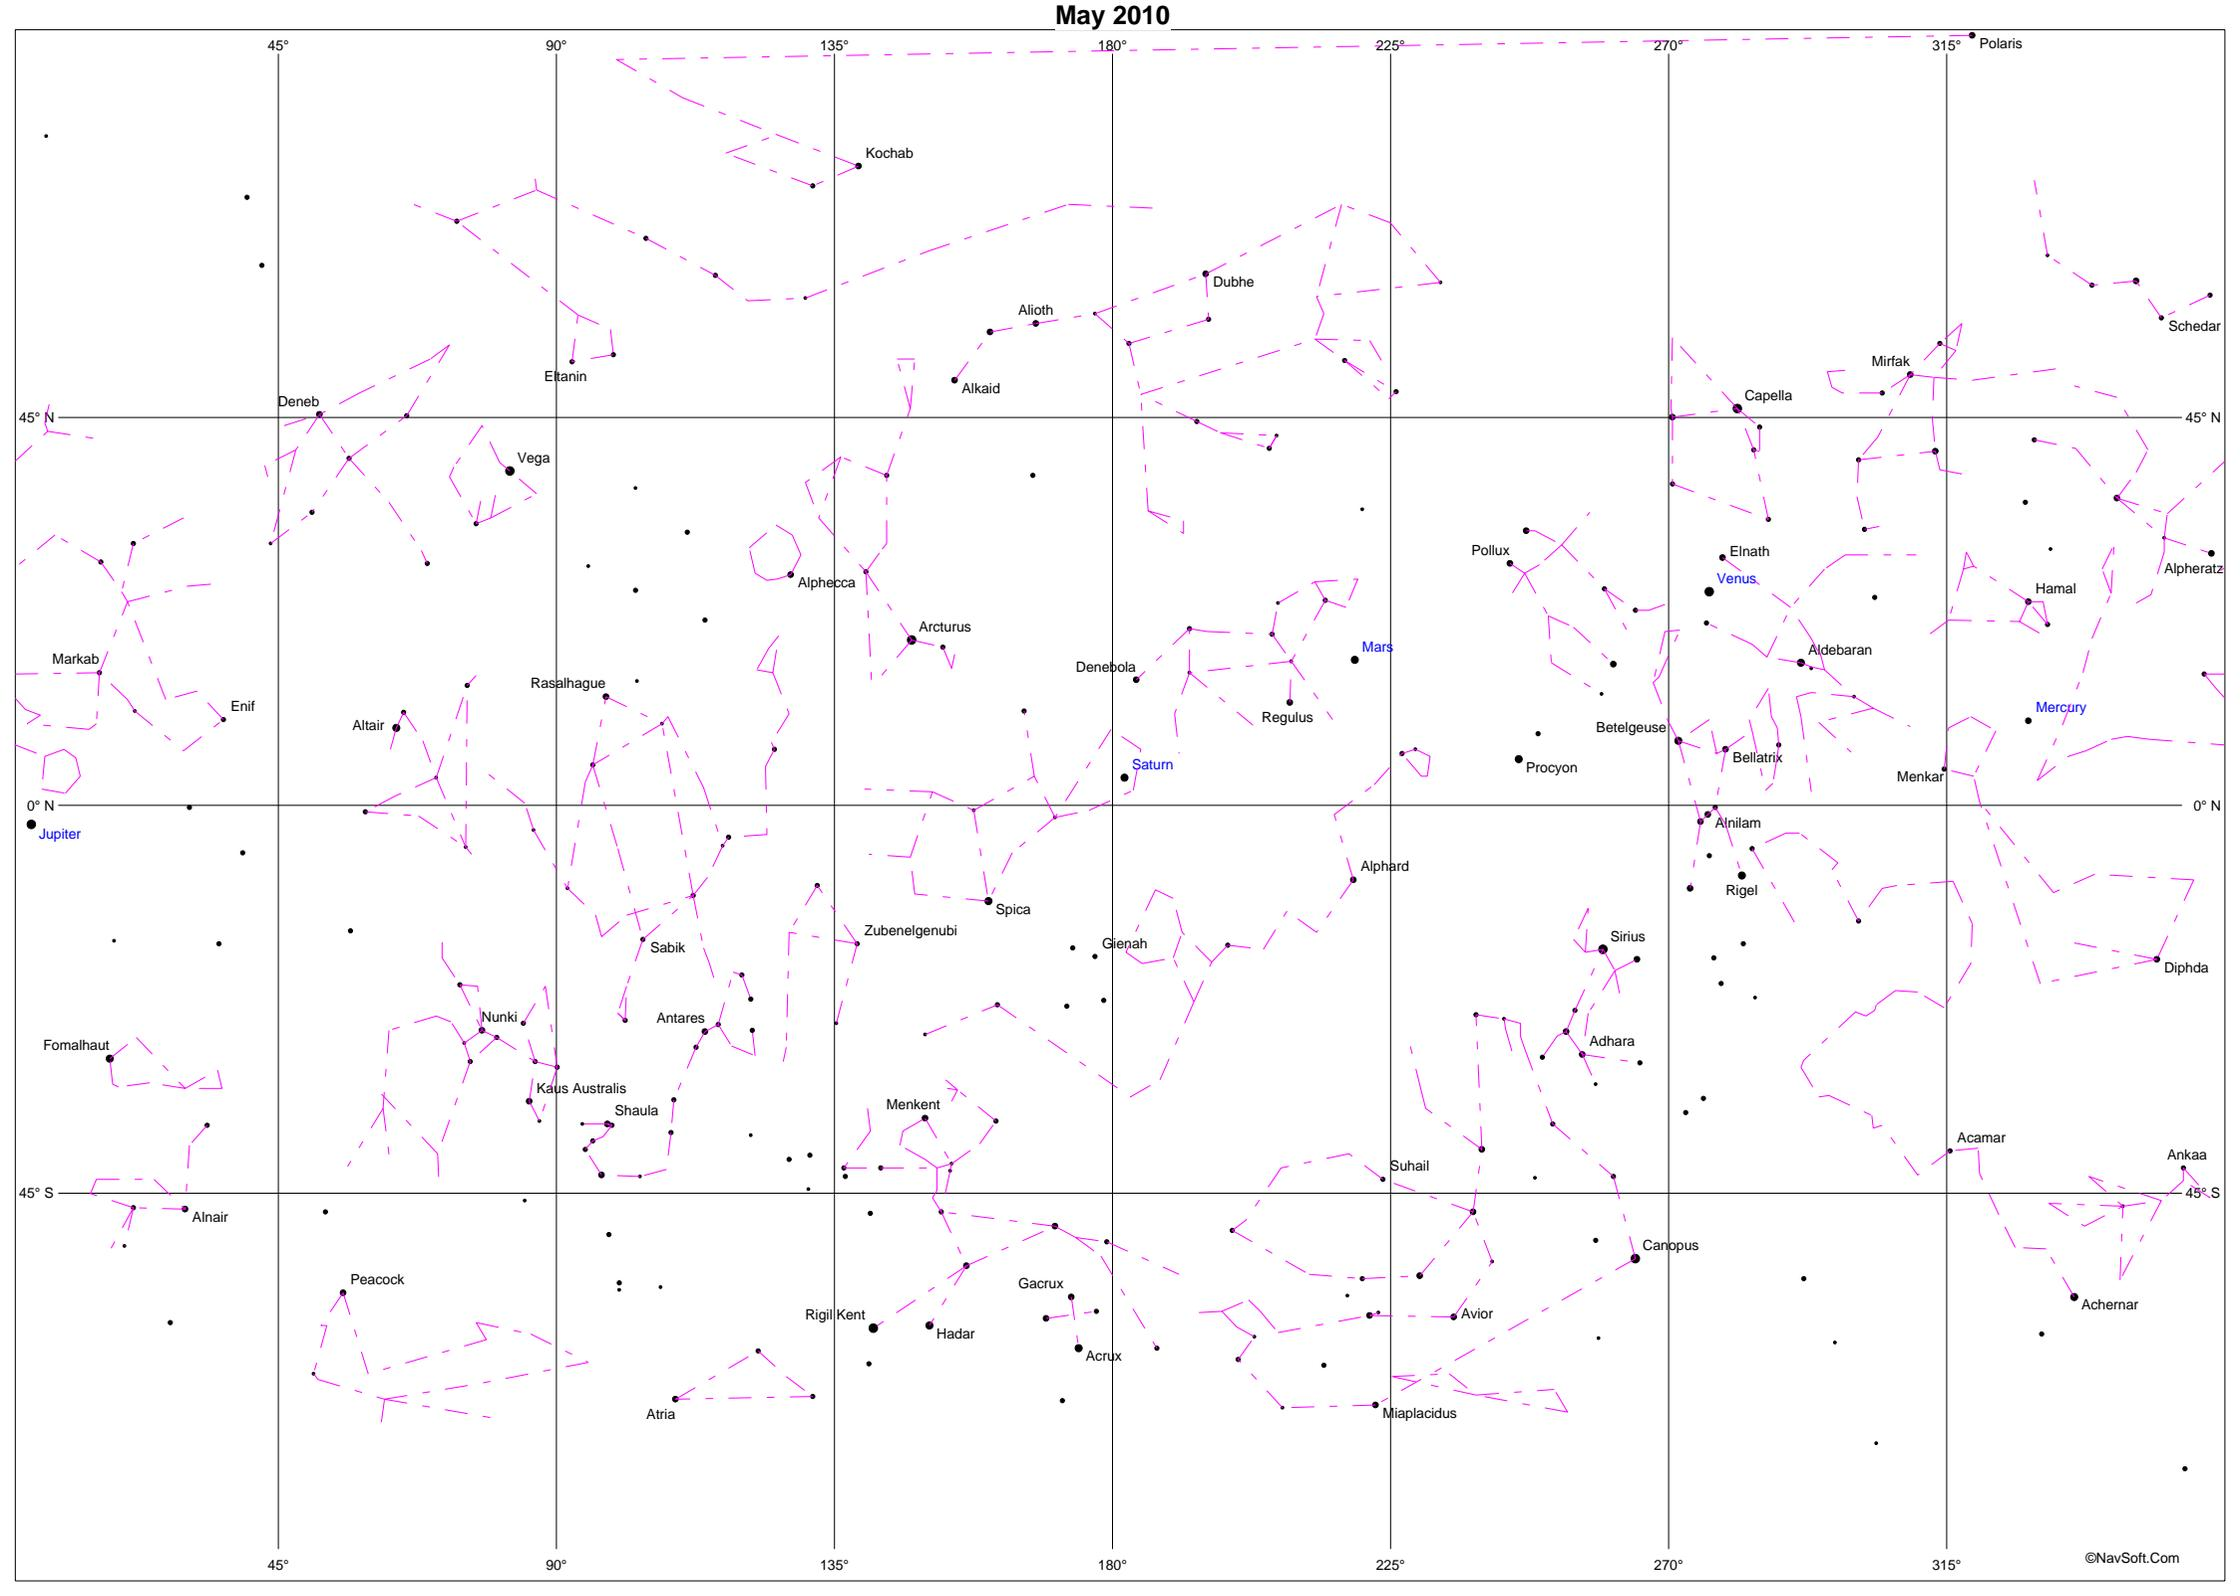 May 2010
45° 90° 135° 180° 225° 270° 315°
Polaris
Kochab
Dubhe
Alioth
Schedar
Mirfak
Eltanin
Alkaid
Capella
Deneb
45° N 45° N
Vega
Pollux
Elnath
Alphecca
Alpheratz
Venus
Hamal
Arcturus
Mars
Aldebaran
Markab
Denebola
Rasalhague
Enif
Mercury
Regulus
Altair
Betelgeuse
Bellatrix
Saturn
Procyon
Menkar
0° N 0° N
Jupiter
Alnilam
Alphard
Rigel
Spica
Zubenelgenubi
Sirius
Gienah
Sabik
Diphda
Nunki
Antares
Fomalhaut
Adhara
Kaus Australis
Menkent
Shaula
Acamar
Ankaa
Suhail
45° S 45° S
Alnair
Canopus
Peacock
Gacrux
Achernar
Rigil Kent
Avior
Hadar
Acrux
Atria
Miaplacidus
©NavSoft.Com
45° 90° 135° 180° 225° 270° 315°